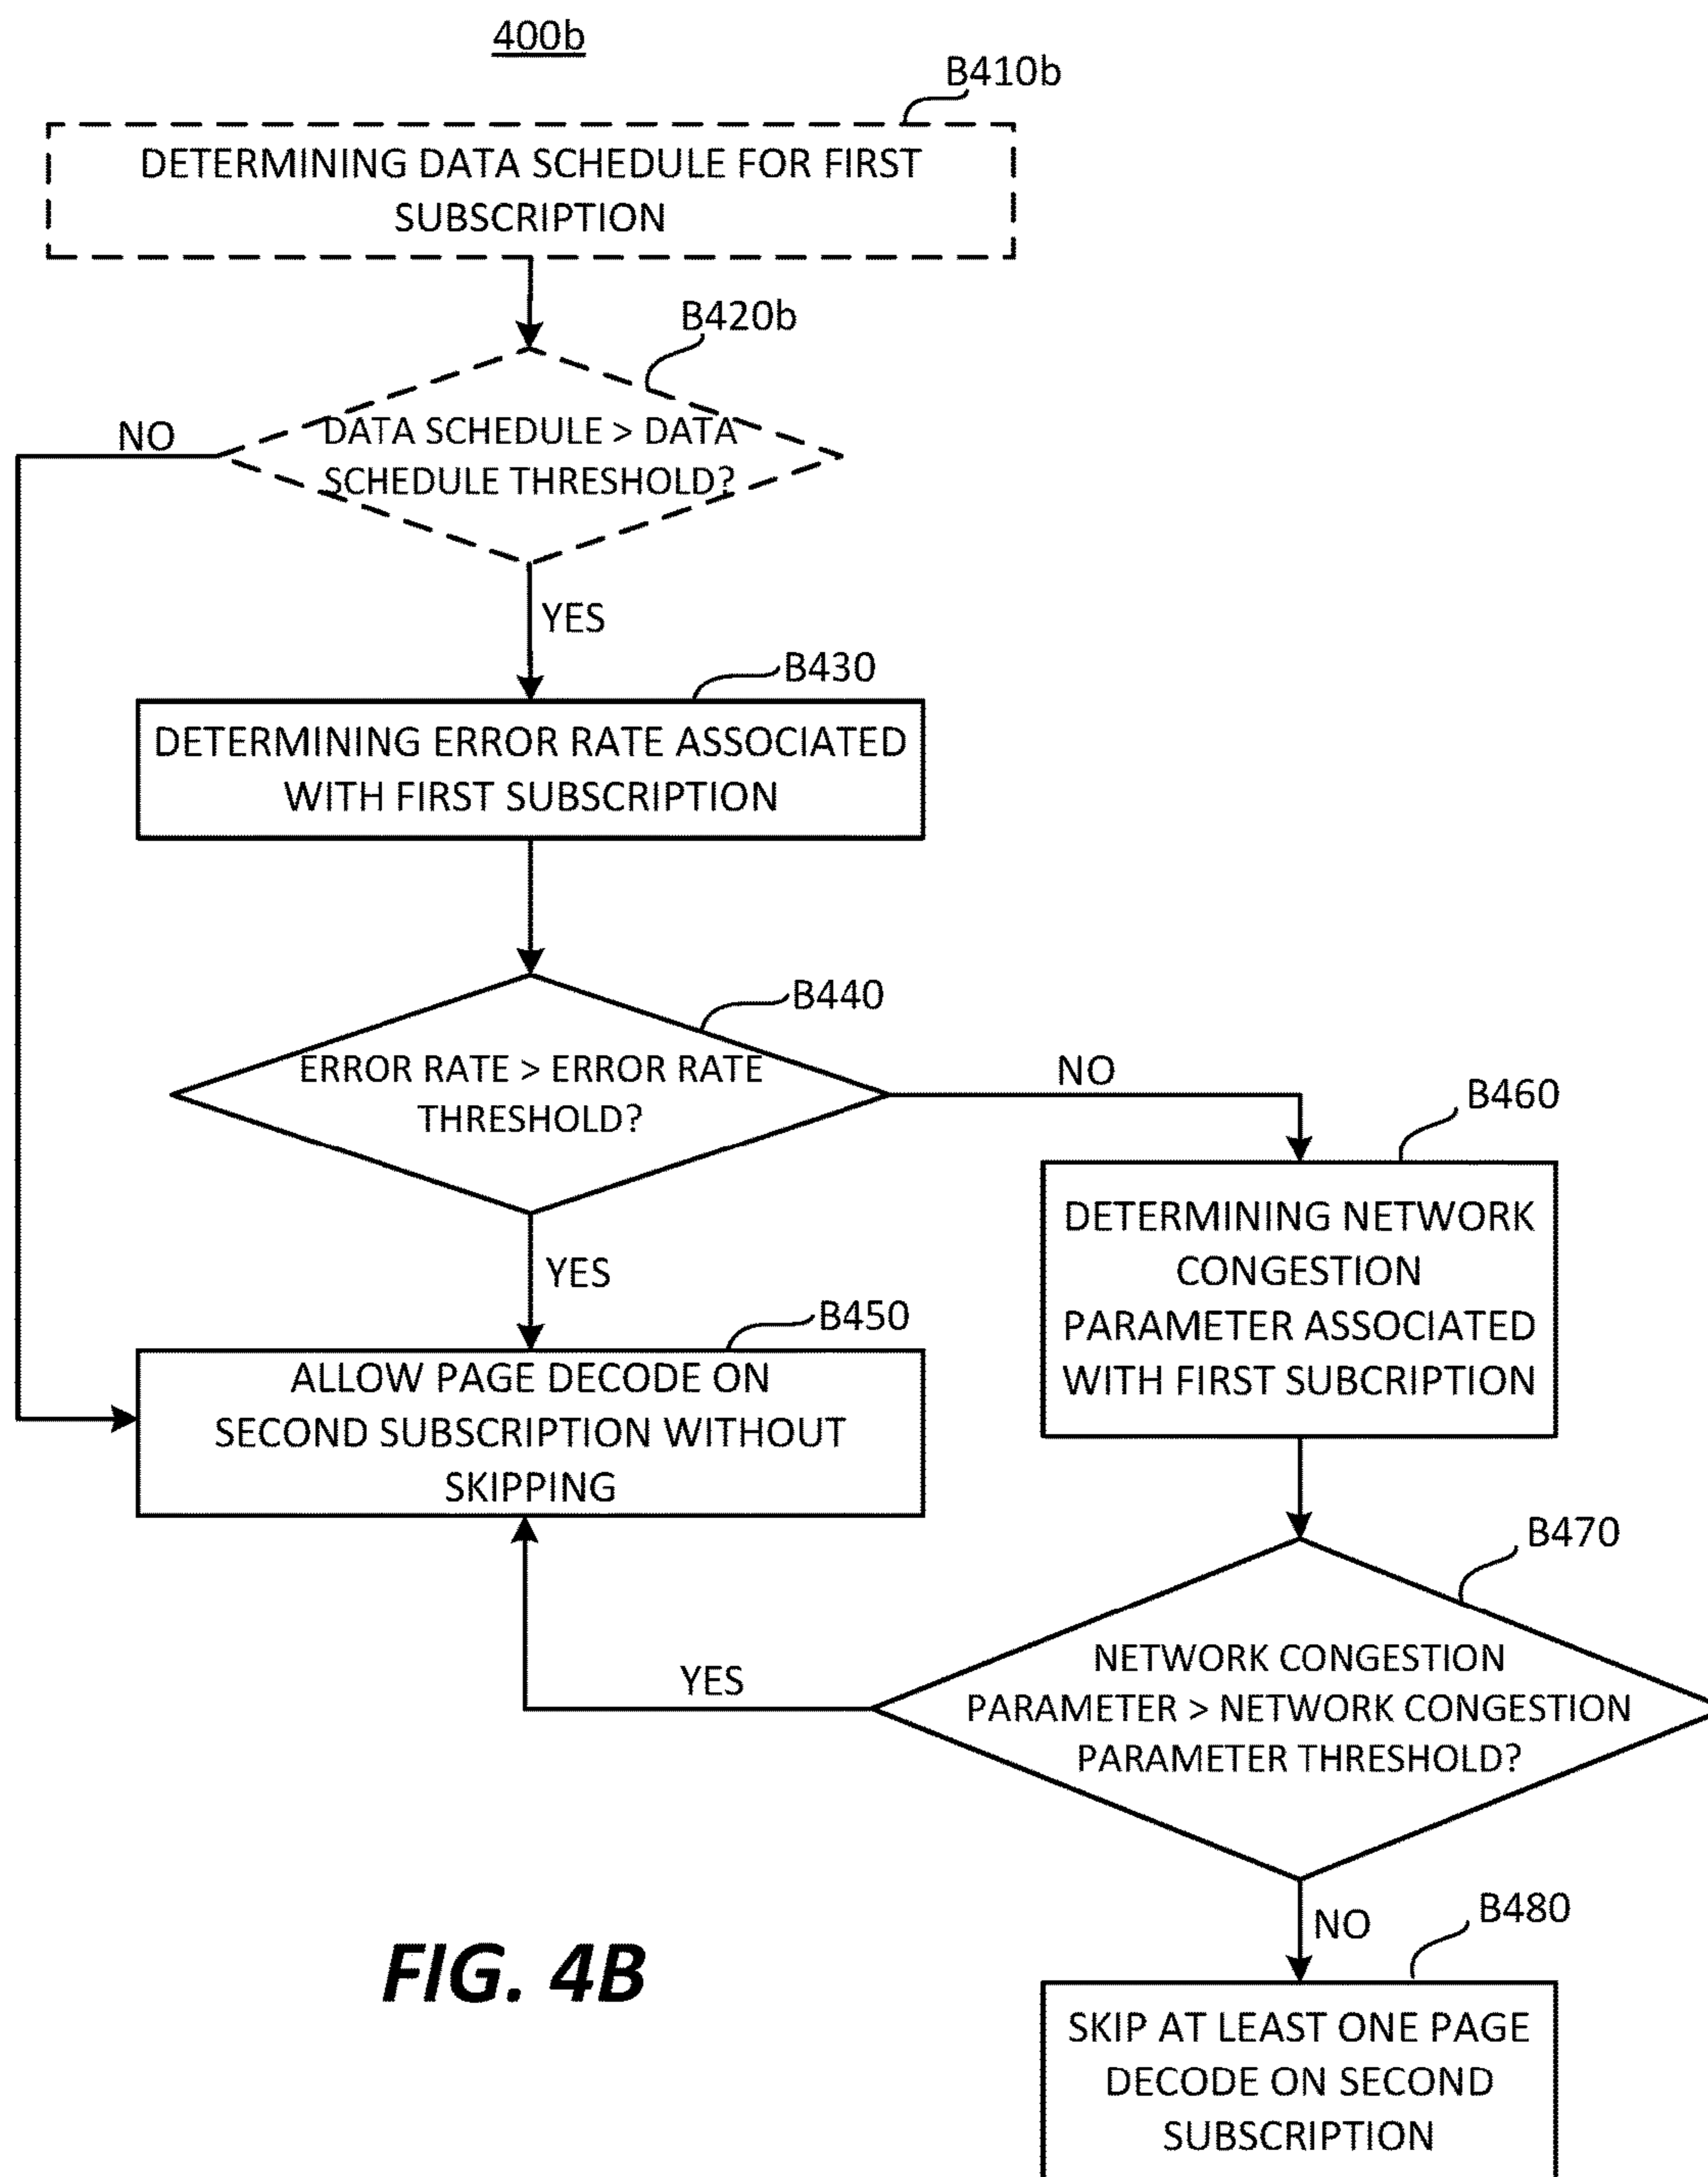 400b
B410b
DETERMINING DATA SCHEDULE FOR FIRST
SUBSCRIPTION
B420b
NO
DATA SCHEDULE > DATA
SCHEDULE THRESHOLD?
YES
B430
DETERMINING ERROR RATE ASSOCIATED
WITH FIRST SUBSCRIPTION
B440
ERROR RATE > ERROR RATE
THRESHOLD?
NO
B460
DETERMINING NETWORK
CONGESTION
PARAMETER ASSOCIATED
WITH FIRST SUBCRIPTION
YES
B450
ALLOW PAGE DECODE ON
SECOND SUBSCRIPTION WITHOUT
SKIPPING
B470
NETWORK CONGESTION
PARAMETER > NETWORK CONGESTION
PARAMETER THRESHOLD?
YES
NO
B480
SKIP AT LEAST ONE PAGE
DECODE ON SECOND
SUBSCRIPTION
FIG. 4B